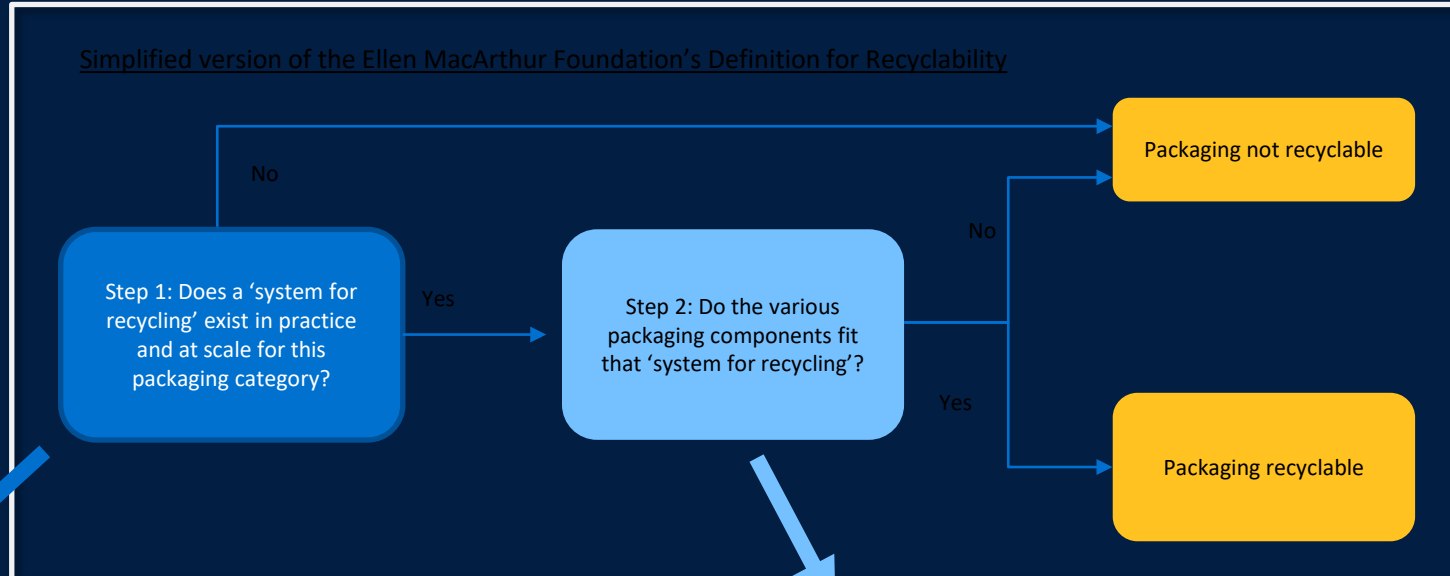 Simplified version of the Ellen MacArthur Foundation’s Definition for Recyclability
Packaging not recyclable
No
No
Step 1: Does a ‘system for
recycling’ exist in practice
and at scale for this
packaging category?
Yes
Step 2: Do the various
packaging components fit
that ‘system for recycling’?
Yes
Packaging recyclable